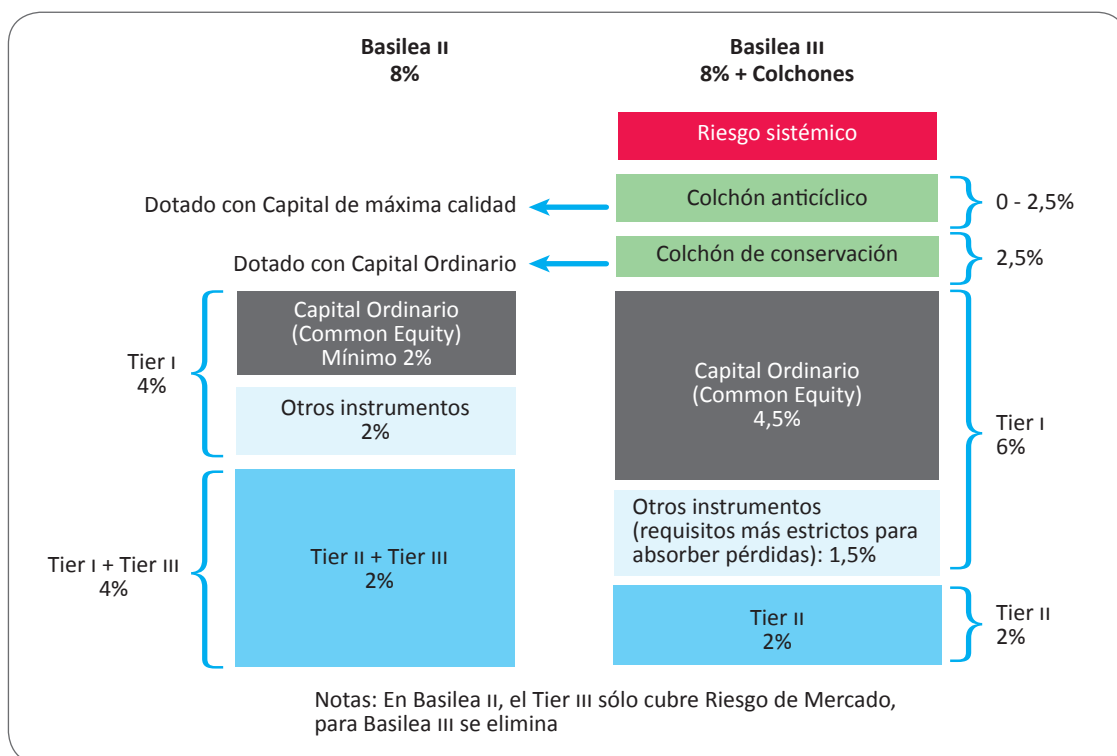 Basilea II
8%
Basilea III
8% + Colchones
Riesgo sistémico
Dotado con Capital de máxima calidad
Colchón anticíclico
0 - 2,5%
Dotado con Capital Ordinario
Colchón de conservación
2,5%
Tier I
4%
Capital Ordinario
(Common Equity)
Mínimo 2%
Otros instrumentos
2%
Tier I + Tier III
4%
Tier II + Tier III
2%
Capital Ordinario
(Common Equity)
4,5%
Otros instrumentos
(requisitos más estrictos para
absorber pérdidas): 1,5%
Tier I
6%
Tier II
2%
Tier II
2%
Notas: En Basilea II, el Tier III sólo cubre Riesgo de Mercado,
para Basilea III se elimina